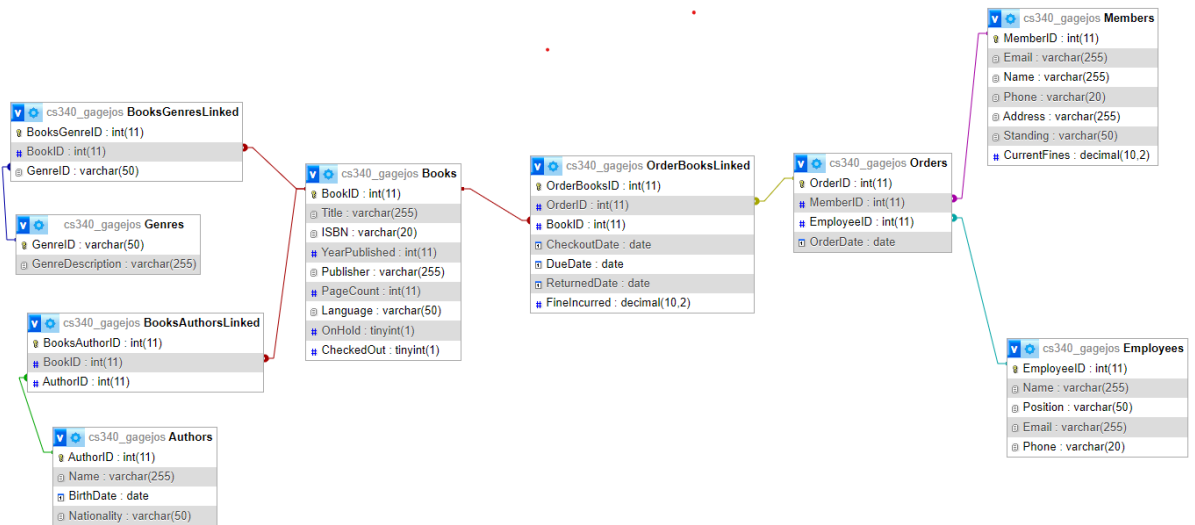 cs340_gagejos BooksGenresLinked
BooksGenreID : int(11)
BookID : int(11)
GenreID : varchar(50)
cs340_gagejos Genres
GenreID : varchar(50)
GenreDescription : varchar(255)
cs340_gagejos BooksAuthorsLinked
BooksAuthorID : int(11)
BookID : int(11)
AuthorID : int(11)
cs340_gagejos Authors
AuthorID : int(11)
Name : varchar(255)
BirthDate : date
Nationality : varchar(50)
cs340_gagejos Books
BookID : int(11)
Title : varchar(255)
ISBN : varchar(20)
YearPublished : int(11)
Publisher : varchar(255)
PageCount : int(11)
Language : varchar(50)
OnHold : tinyint(1)
CheckedOut : tinyint(1)
cs340_gagejos OrderBooksLinked
OrderBooksID : int(11)
OrderID : int(11)
BookID : int(11)
CheckoutDate : date
DueDate : date
ReturnedDate : date
FineIncurred : decimal(10,2)
cs340_gagejos Orders
OrderID : int(11)
MemberID : int(11)
EmployeeID : int(11)
OrderDate : date
cs340_gagejos Members
MemberID : int(11)
Email : varchar(255)
Name : varchar(255)
Phone : varchar(20)
Address : varchar(255)
Standing : varchar(50)
CurrentFines : decimal(10,2)
cs340_gagejos Employees
EmployeeID : int(11)
Name : varchar(255)
Position : varchar(50)
Email : varchar(255)
Phone : varchar(20)